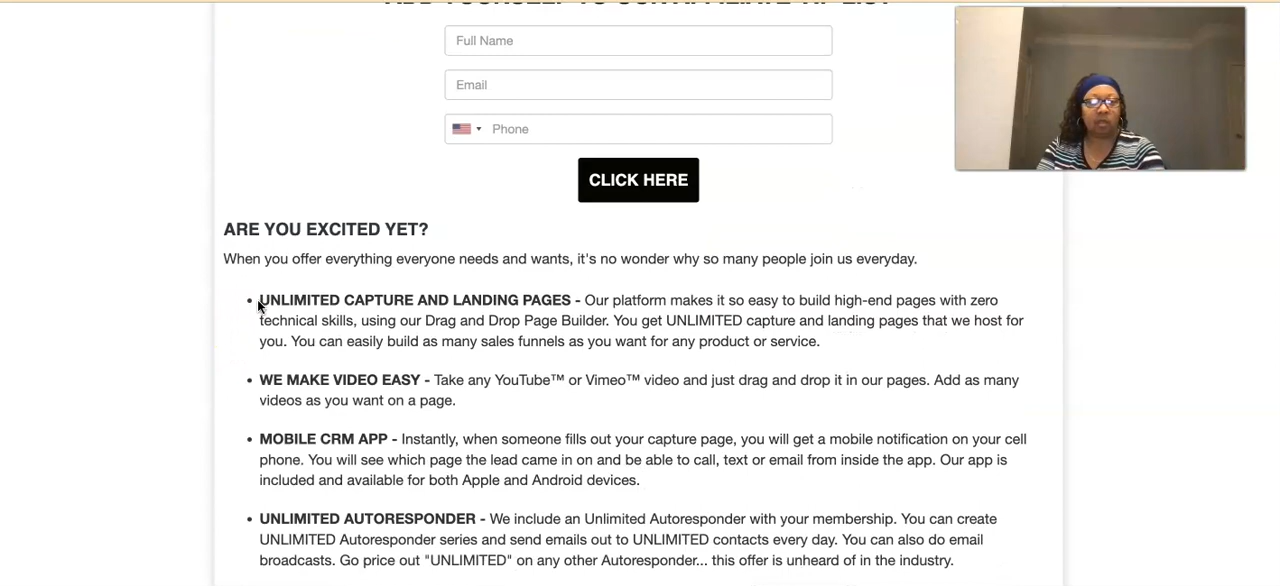 ADD YOURSELF TO OUR AFFILIATE VIP LIST
Full Name
Email
Phone
CLICK HERE
ARE YOU EXCITED YET?
When you offer everything everyone needs and wants, it's no wonder why so many people join us everyday.
• UNLIMITED CAPTURE AND LANDING PAGES - Our platform makes it so easy to build high-end pages with zero
technical skills, using our Drag and Drop Page Builder. You get UNLIMITED capture and landing pages that we host for
you. You can easily build as many sales funnels as you want for any product or service.
• WE MAKE VIDEO EASY - Take any YouTube™ or Vimeo™ video and just drag and drop it in our pages. Add as many
videos as you want on a page.
• MOBILE CRM APP - Instantly, when someone fills out your capture page, you will get a mobile notification on your cell
phone. You will see which page the lead came in on and be able to call, text or email from inside the app. Our app is
included and available for both Apple and Android devices.
• UNLIMITED AUTORESPONDER - We include an Unlimited Autoresponder with your membership. You can create
UNLIMITED Autoresponder series and send emails out to UNLIMITED contacts every day. You can also do email
broadcasts. Go price out "UNLIMITED" on any other Autoresponder... this offer is unheard of in the industry.